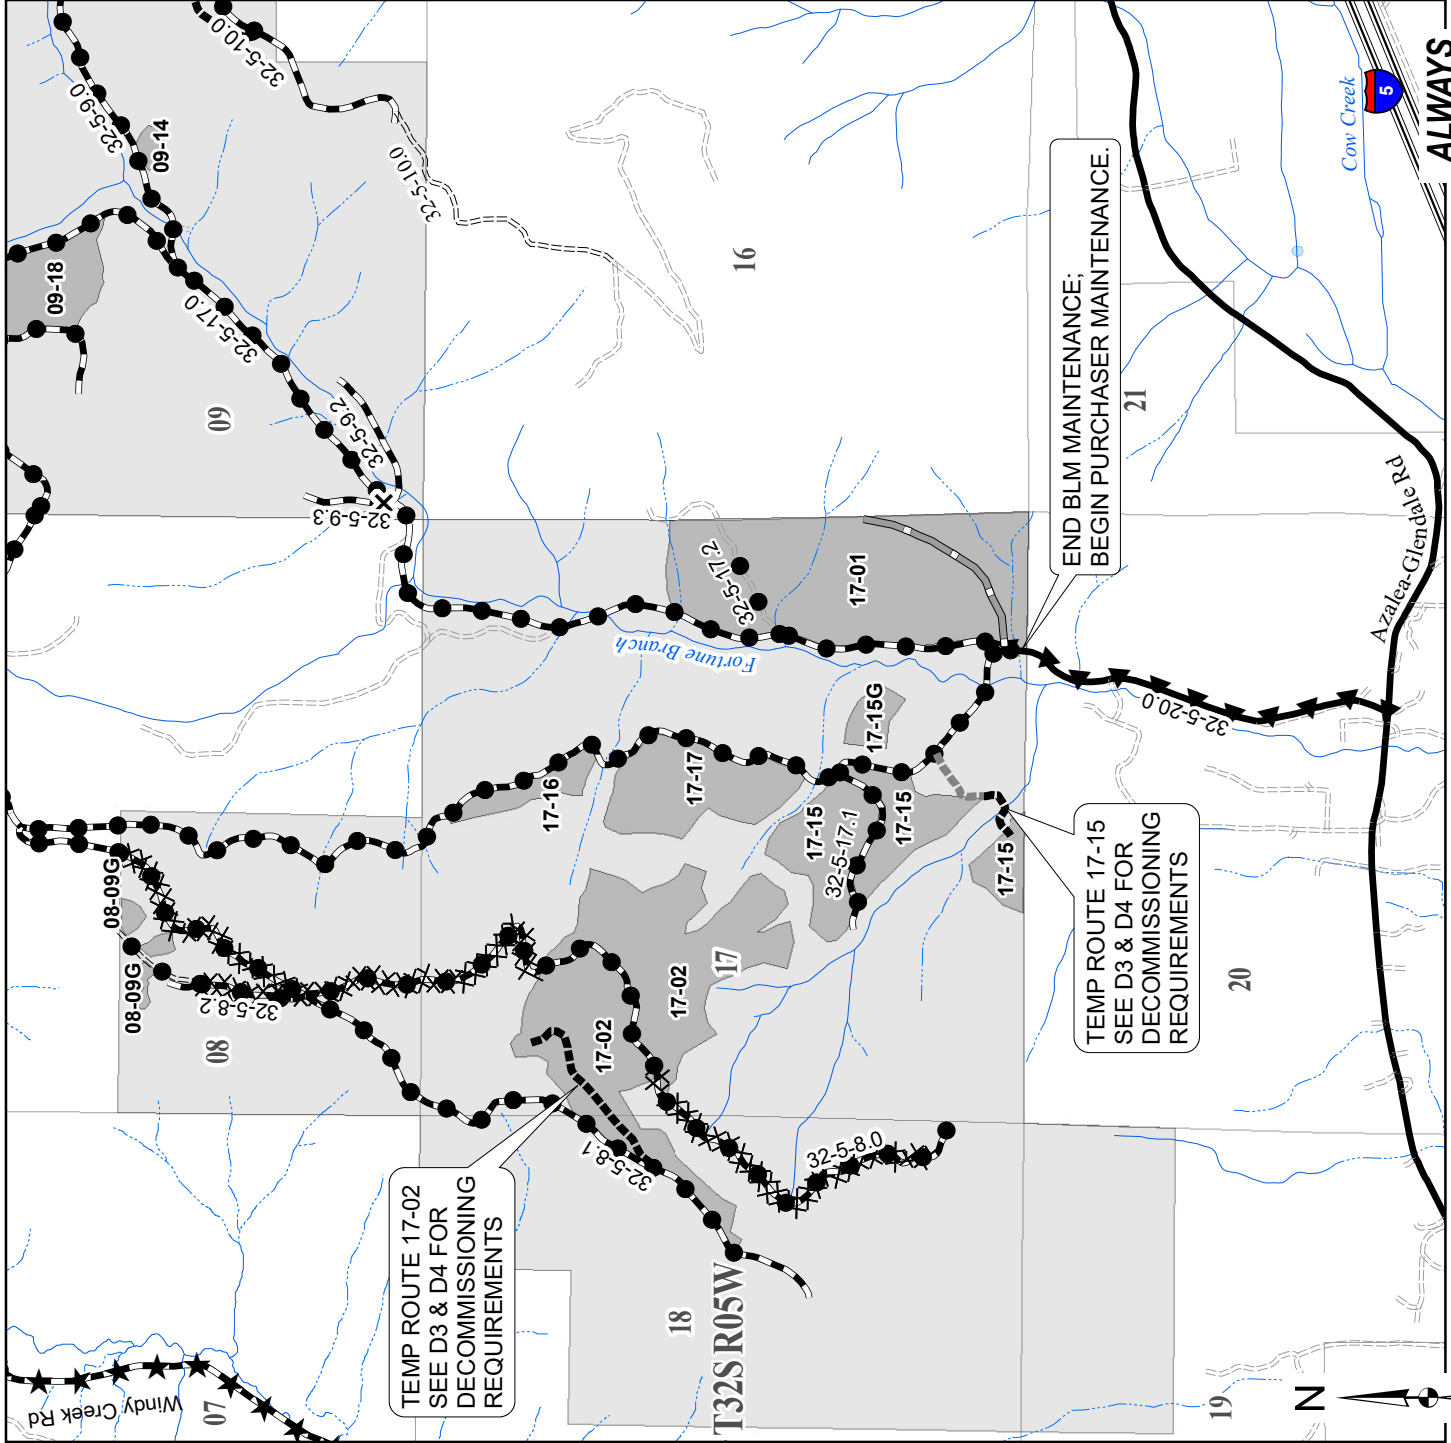 32-5-9.0
32-5-10.0
09-14
32-5-10.0
09-18
32-5-17.0
09
32-5-9.2
32-5-9.3
16
Cow Creek
5
ALWAYS
END BLM MAINTENANCE;
BEGIN PURCHASER MAINTENANCE.
21
32-5-17.2
17-01
Fortune Branch
Azalea-Glendale Rd
32-5-20.0
17-15G
17-16
17-17
17-15
32-5-17-1
17-15
17-15
TEMP ROUTE 17-15
SEE D3 & D4 FOR
DECOMMISSIONING
REQUIREMENTS
08-09G
08-09G
32-5-8.2
08
17
17-02
17-02
20
TEMP ROUTE 17-02
SEE D3 & D4 FOR
DECOMMISSIONING
REQUIREMENTS
32-5-8.1
32-5-8.0
18
T32S R05W
Windy Creek Rd
07
19
N